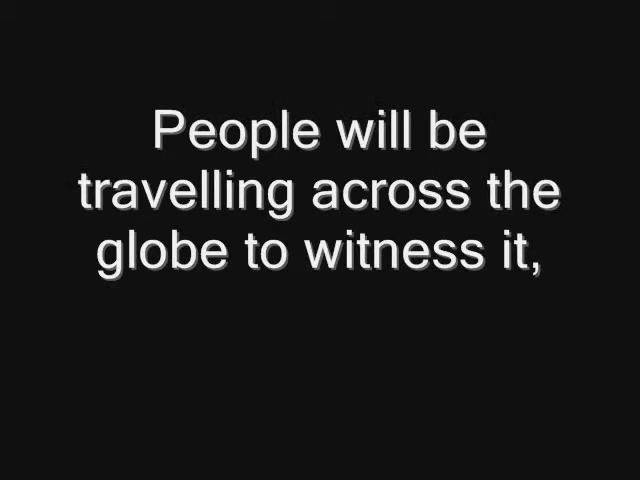 People will be
travelling across the
globe to witness it,